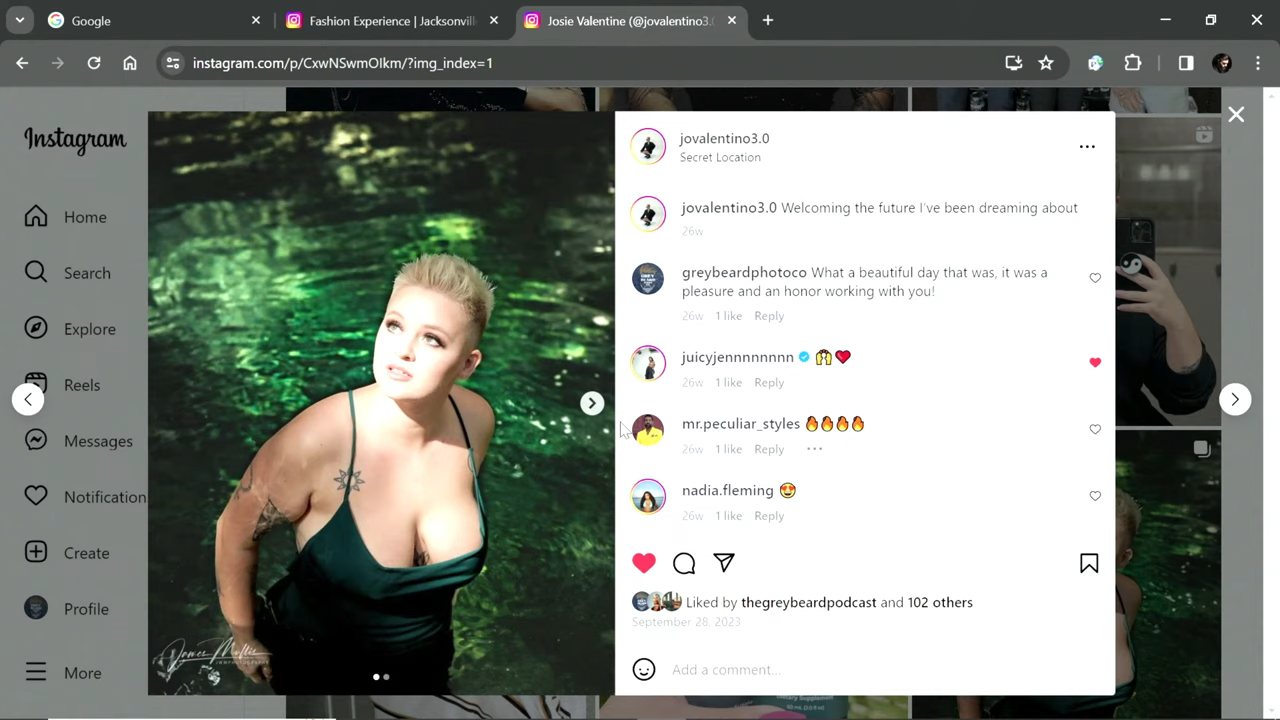 Google
Fashion Experience | Jacksonvill
Josie Valentine (@jovalentino3.0
instagram.com/p/CxwNSwmOIkm/?img_index=1
Instagram
Home
Search
Explore
Reels
Messages
Notification
Create
Profile
More
jovalentino3.0
Secret Location
jovalentino3.0 Welcoming the future I've been dreaming about
26w
greybeardphotoco What a beautiful day that was, it was a
pleasure and an honor working with you!
26w 1 like Reply
juicyjennnnnnnn 🙌❤️
26w 1 like Reply
mr.peculiar_styles 🔥🔥🔥🔥
26w 1 like Reply
nadia.fleming 😍
26w 1 like Reply
Liked by thegreybeardpodcast and 102 others
September 28, 2023
Add a comment...